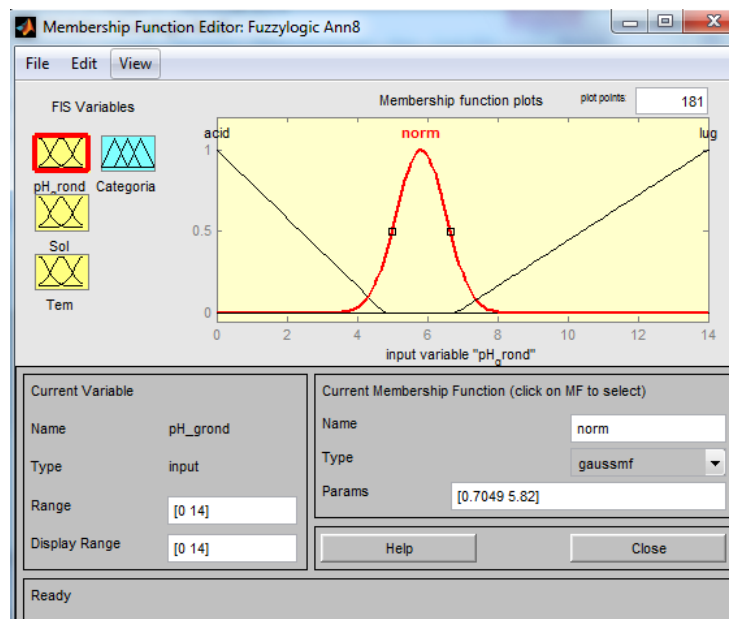 Membership Function Editor: Fuzzylogic Ann8
File Edit View
FIS Variables
pH_grond Categoria
Sol
Tem
Membership function plots plot points: 181
acid norm lug
1
0.5
0
0 2 4 6 8 10 12 14
input variable "pH_grond"
Current Variable
Name pH_grond
Type input
Range [0 14]
Display Range [0 14]
Current Membership Function (click on MF to select)
Name norm
Type gaussmf
Params [0.7049 5.82]
Help Close
Ready